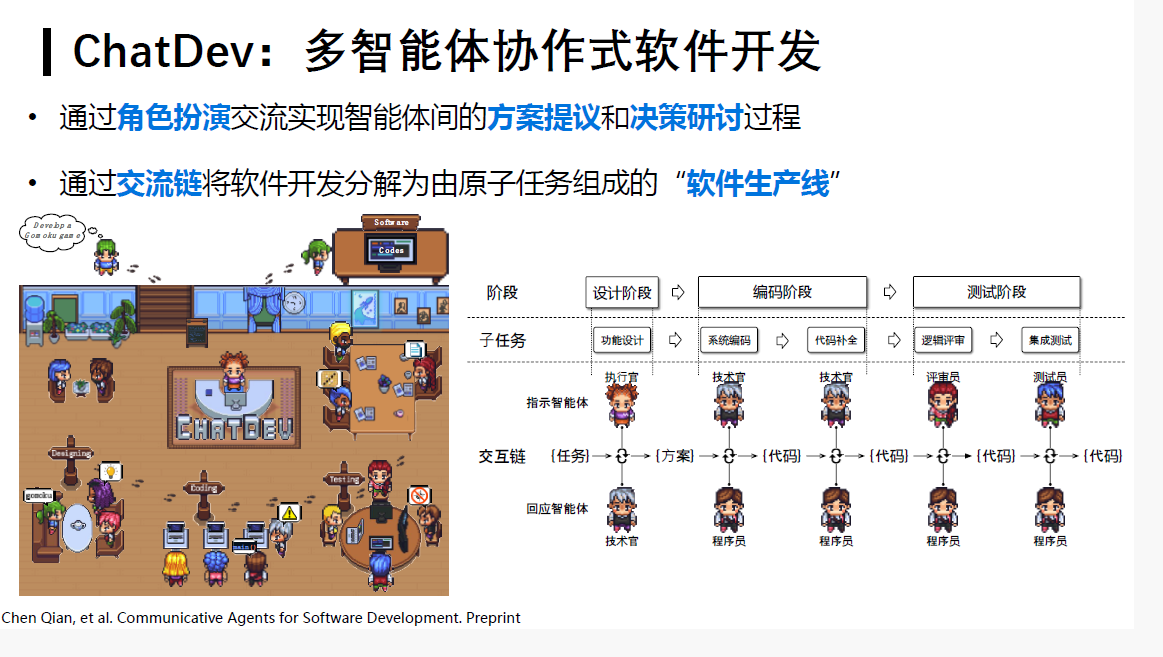 ChatDev：多智能体协作式软件开发
• 通过角色扮演交流实现智能体间的方案提议和决策研讨过程
• 通过交流链将软件开发分解为由原子任务组成的“软件生产线”
Develop a
Gomoku game
Software
Codes
CHATDEV
Designing
gomoku
Coding
main()
Testing
阶段 设计阶段 编码阶段 测试阶段
子任务 功能设计 系统编码 代码补全 逻辑评审 集成测试
执行官 技术官 技术官 评审员 测试员
指示智能体
交互链 {任务} {方案} {代码} {代码} {代码} {代码}
回应智能体
技术官 程序员 程序员 程序员 程序员
Chen Qian, et al. Communicative Agents for Software Development. Preprint